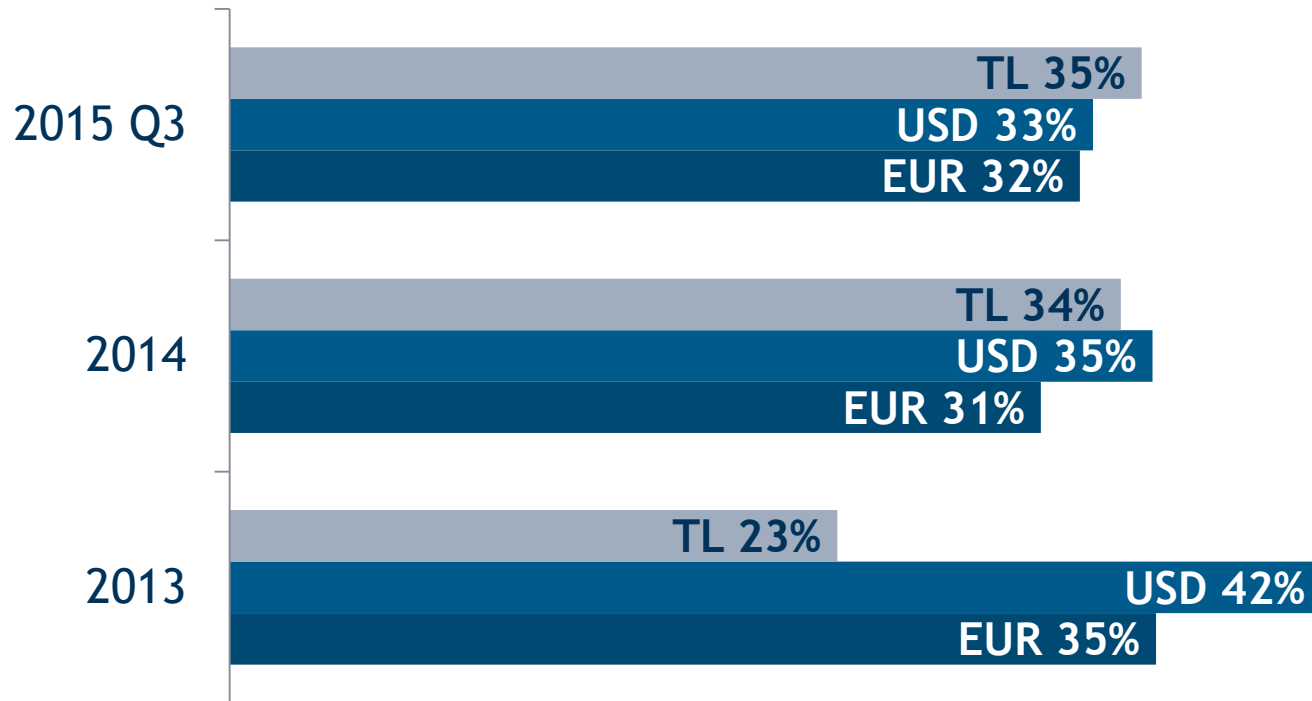 TL 35%
2015 Q3
USD 33%
EUR 32%
TL 34%
2014
USD 35%
EUR 31%
TL 23%
2013
USD 42%
EUR 35%